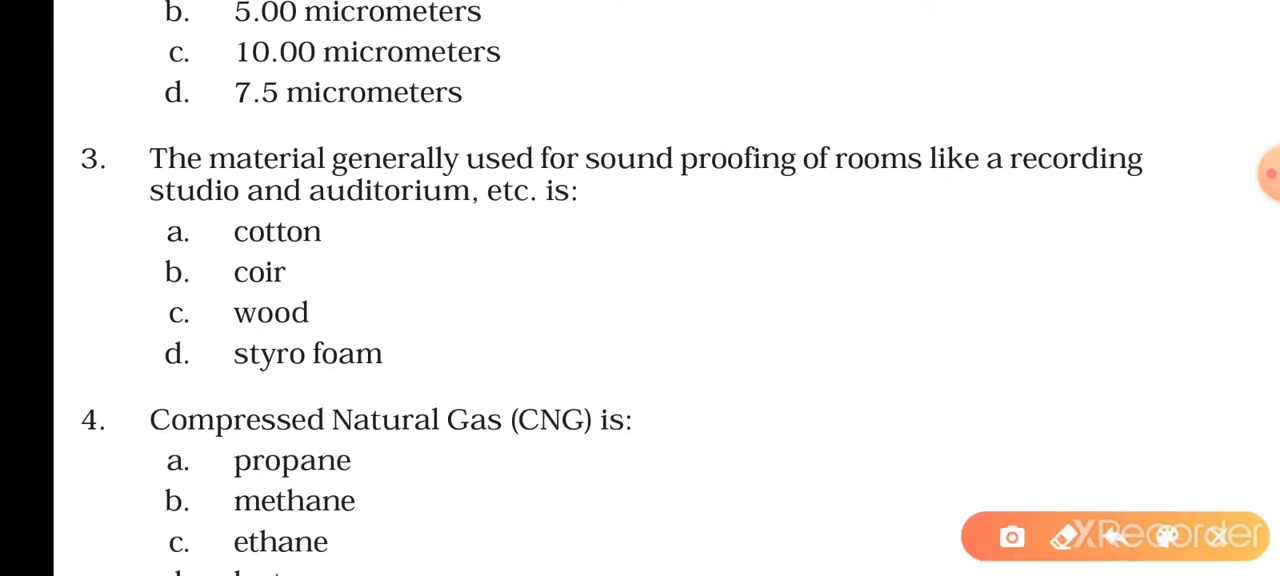 b. 5.00 micrometers
c. 10.00 micrometers
d. 7.5 micrometers
3. The material generally used for sound proofing of rooms like a recording
studio and auditorium, etc. is:
a. cotton
b. coir
c. wood
d. styro foam
4. Compressed Natural Gas (CNG) is:
a. propane
b. methane
c. ethane
XRecorder